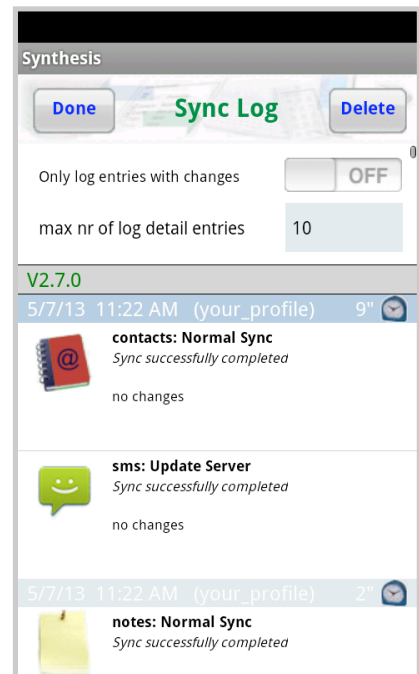 Synthesis
Done Sync Log Delete
Only log entries with changes OFF
max nr of log detail entries 10
V2.7.0
5/7/13 11:22 AM (your_profile) 9"
contacts: Normal Sync
Sync successfully completed
no changes
sms: Update Server
Sync successfully completed
no changes
5/7/13 11:22 AM (your_profile) 2"
notes: Normal Sync
Sync successfully completed